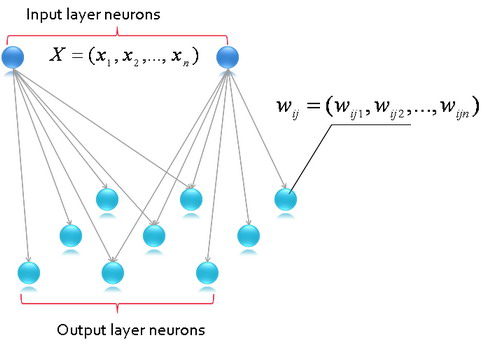 Input layer neurons
X = (x₁, x₂, ..., xₙ)
wᵢⱼ = (wᵢⱼ₁, wᵢⱼ₂, ..., wᵢⱼₙ)
Output layer neurons